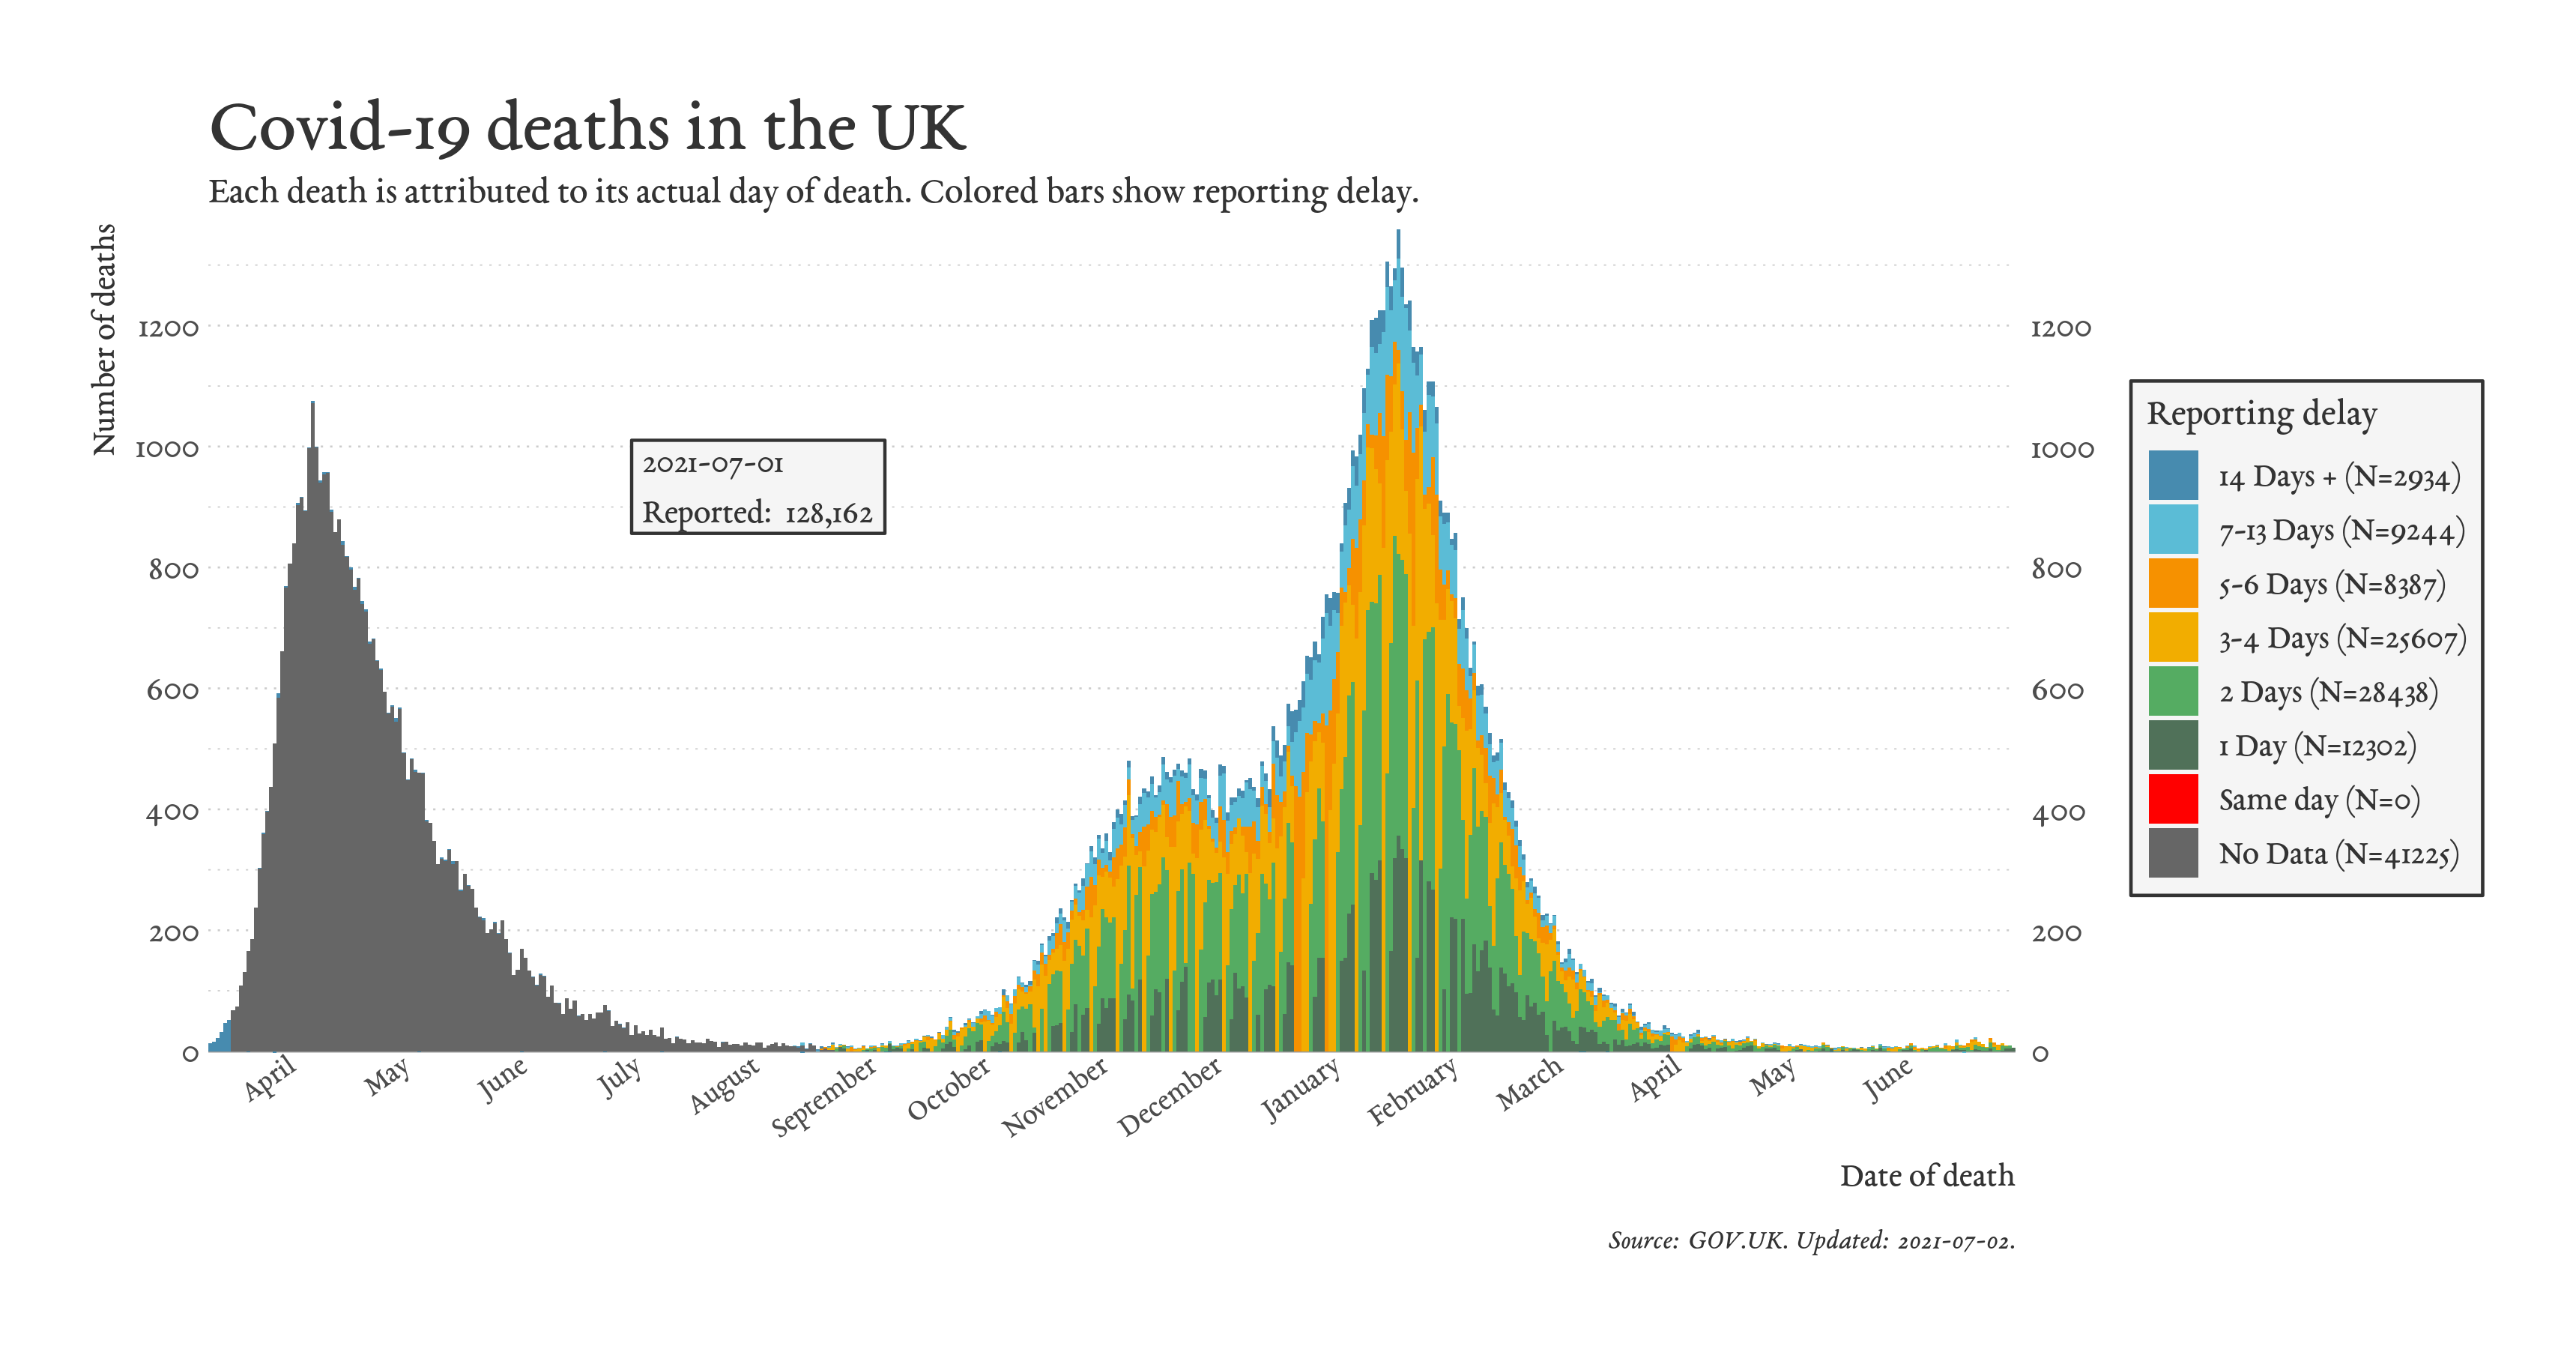 Covid-19 deaths in the UK
Each death is attributed to its actual day of death. Colored bars show reporting delay.
Number of deaths
1200
1000
800
600
400
200
0
2021-07-01
Reported: 128,162
1200
1000
800
600
400
200
0
Reporting delay
14 Days + (N=2934)
7-13 Days (N=9244)
5-6 Days (N=8387)
3-4 Days (N=25607)
2 Days (N=28438)
1 Day (N=12302)
Same day (N=0)
No Data (N=41225)
April
May
June
July
August
September
October
November
December
January
February
March
April
May
June
Date of death
Source: GOV.UK. Updated: 2021-07-02.